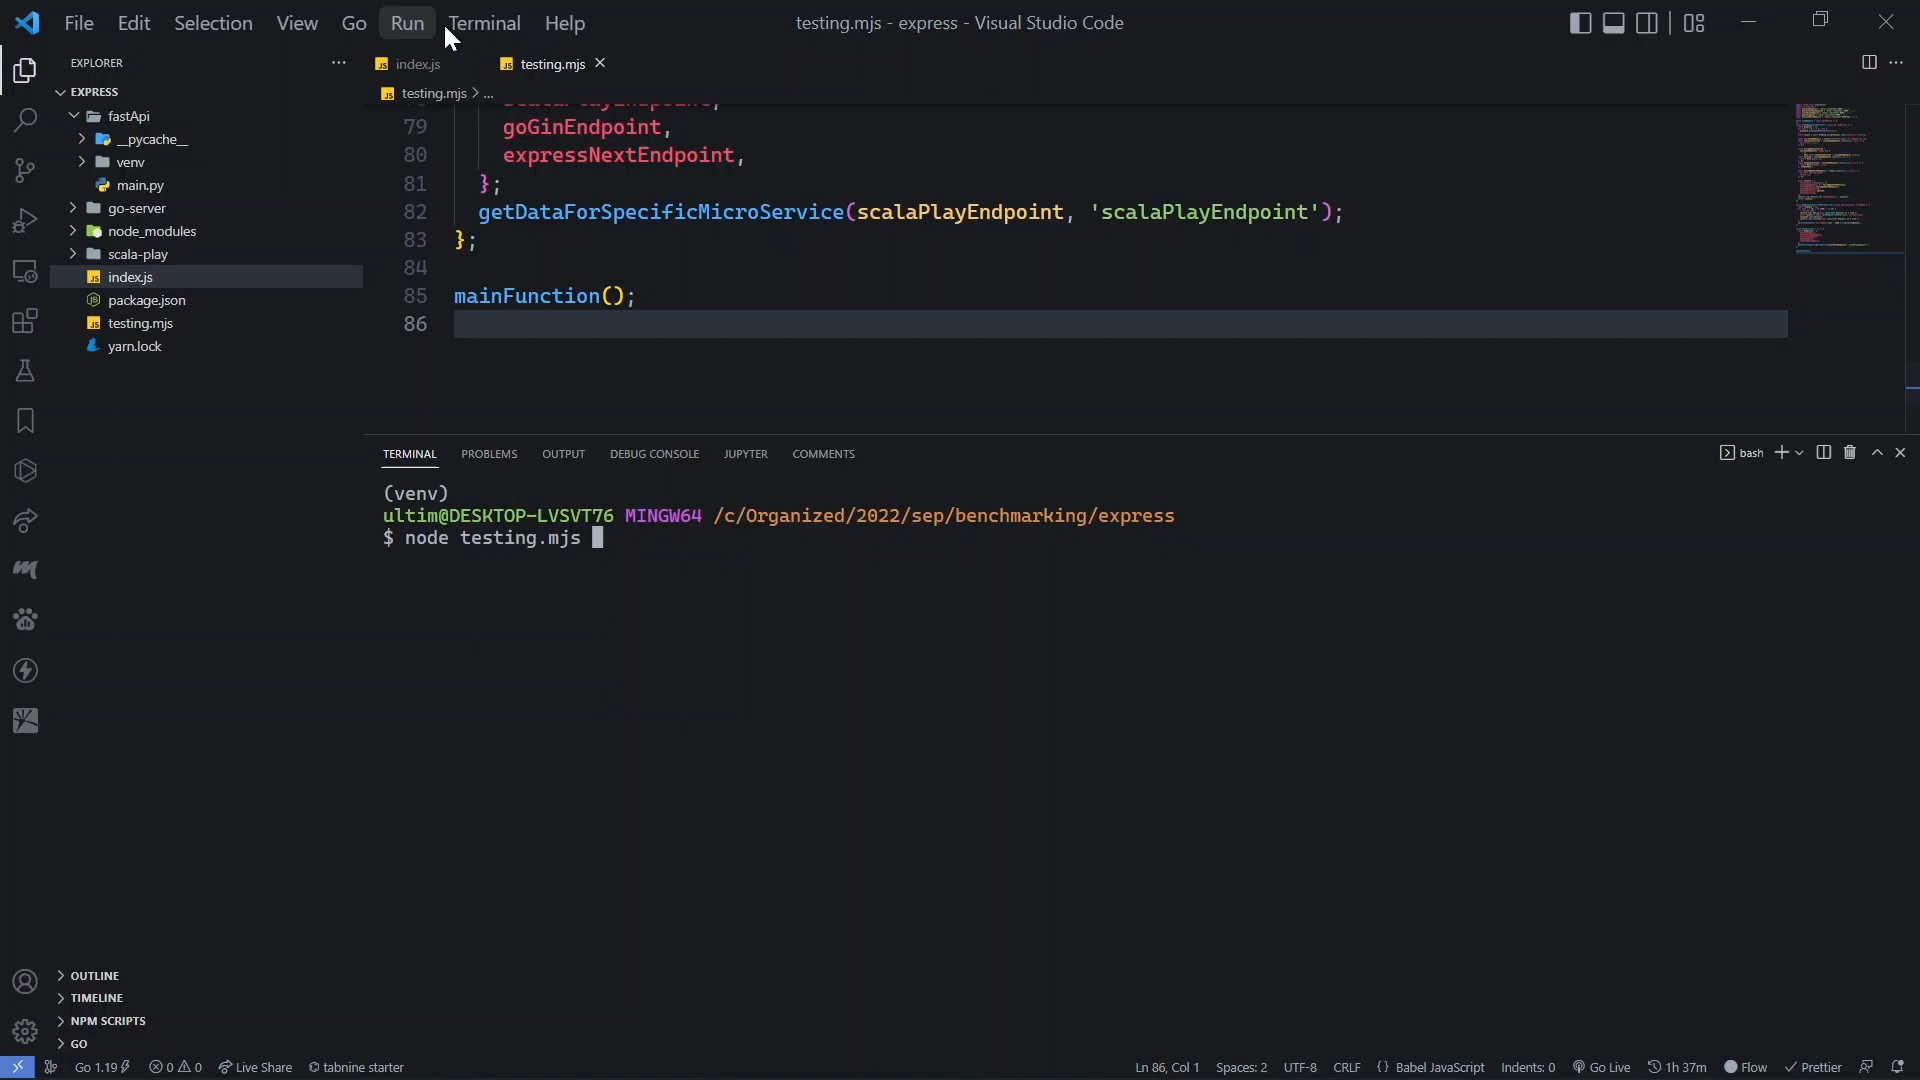 File Edit Selection View Go Run Terminal Help
testing.mjs - express - Visual Studio Code
EXPLORER
EXPRESS
fastApi
__pycache__
venv
main.py
go-server
node_modules
scala-play
index.js
package.json
testing.mjs
yarn.lock
OUTLINE
TIMELINE
NPM SCRIPTS
GO
index.js testing.mjs
testing.mjs > ...
79 goGinEndpoint,
80 expressNextEndpoint,
81 };
82 getDataForSpecificMicroService(scalaPlayEndpoint, 'scalaPlayEndpoint');
83 };
84
85 mainFunction();
86
TERMINAL PROBLEMS OUTPUT DEBUG CONSOLE JUPYTER COMMENTS
bash
(venv)
ultim@DESKTOP-LVSVT76 MINGW64 /c/Organized/2022/sep/benchmarking/express
$ node testing.mjs
Go 1.19 0 0 Live Share tabnine starter
Ln 86, Col 1 Spaces: 2 UTF-8 CRLF {} Babel JavaScript Indents: 0 Go Live 1h 37m Flow Prettier